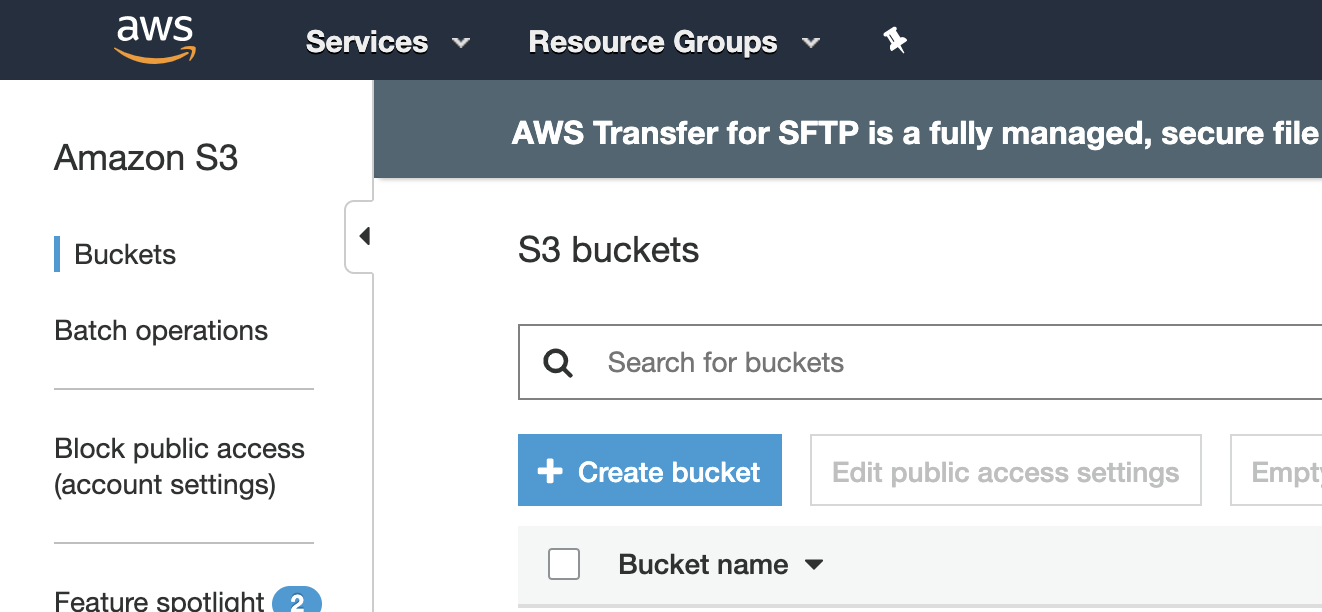 aws
Services
Resource Groups
Amazon S3
Buckets
Batch operations
Block public access
(account settings)
Feature spotlight 2
AWS Transfer for SFTP is a fully managed, secure file
S3 buckets
Search for buckets
Create bucket
Edit public access settings
Empty
Bucket name